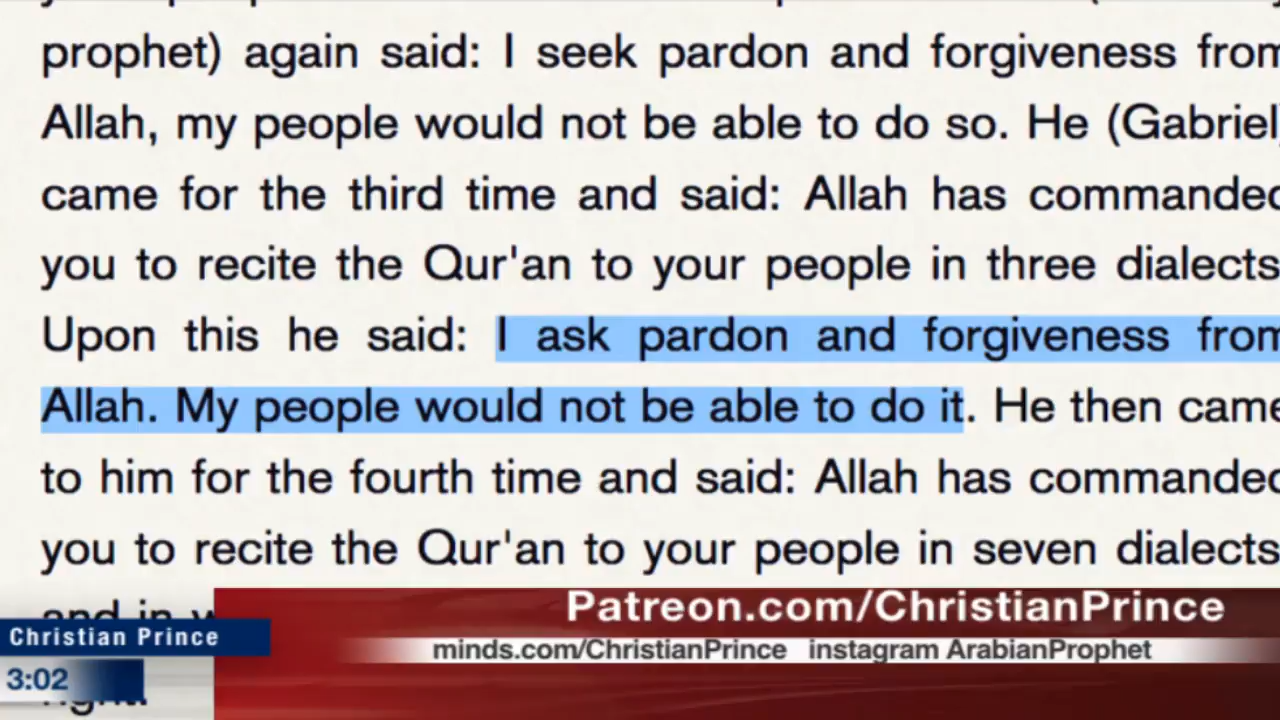 prophet) again said: I seek pardon and forgiveness from
Allah, my people would not be able to do so. He (Gabriel)
came for the third time and said: Allah has commanded
you to recite the Qur'an to your people in three dialects
Upon this he said: I ask pardon and forgiveness from
Allah. My people would not be able to do it. He then came
to him for the fourth time and said: Allah has commanded
you to recite the Qur'an to your people in seven dialects
and in
right.
Patreon.com/ChristianPrince
minds.com/ChristianPrince instagram ArabianProphet
Christian Prince
3:02